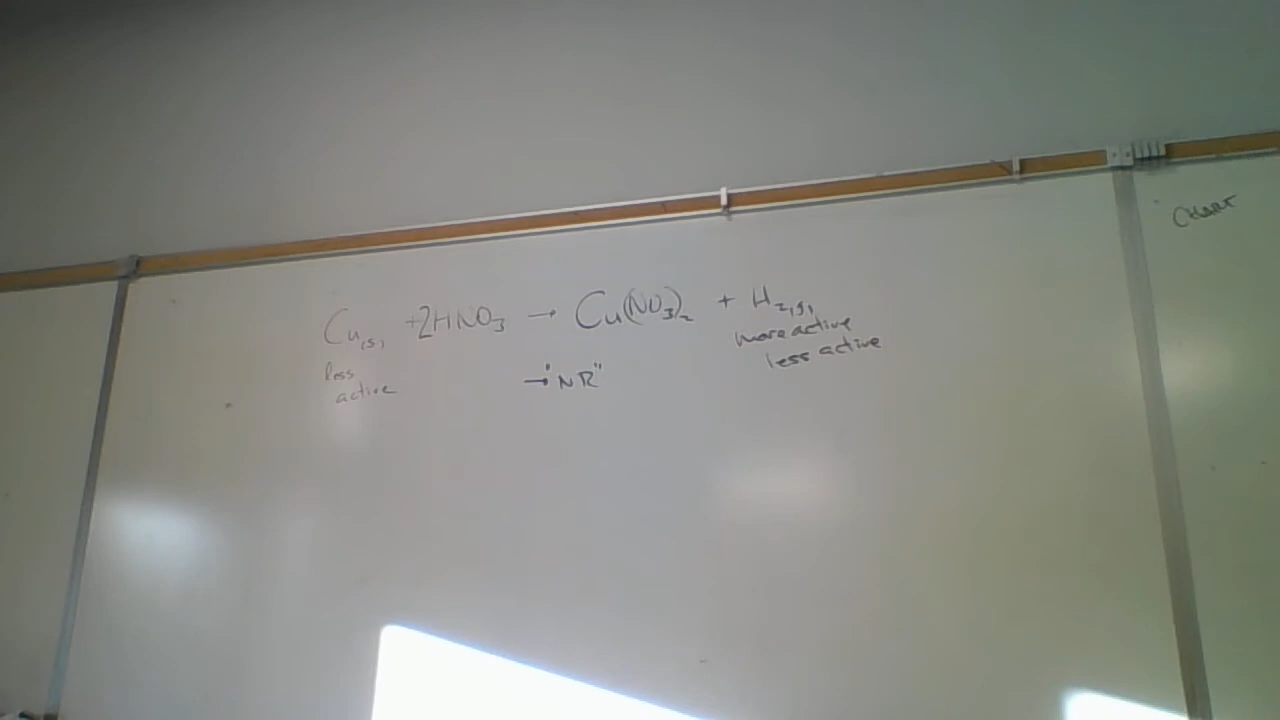 Cu(s) + 2HNO3 → Cu(NO3)2 + H2(g)
less
active
more active
less active
→ "NR"
CHART